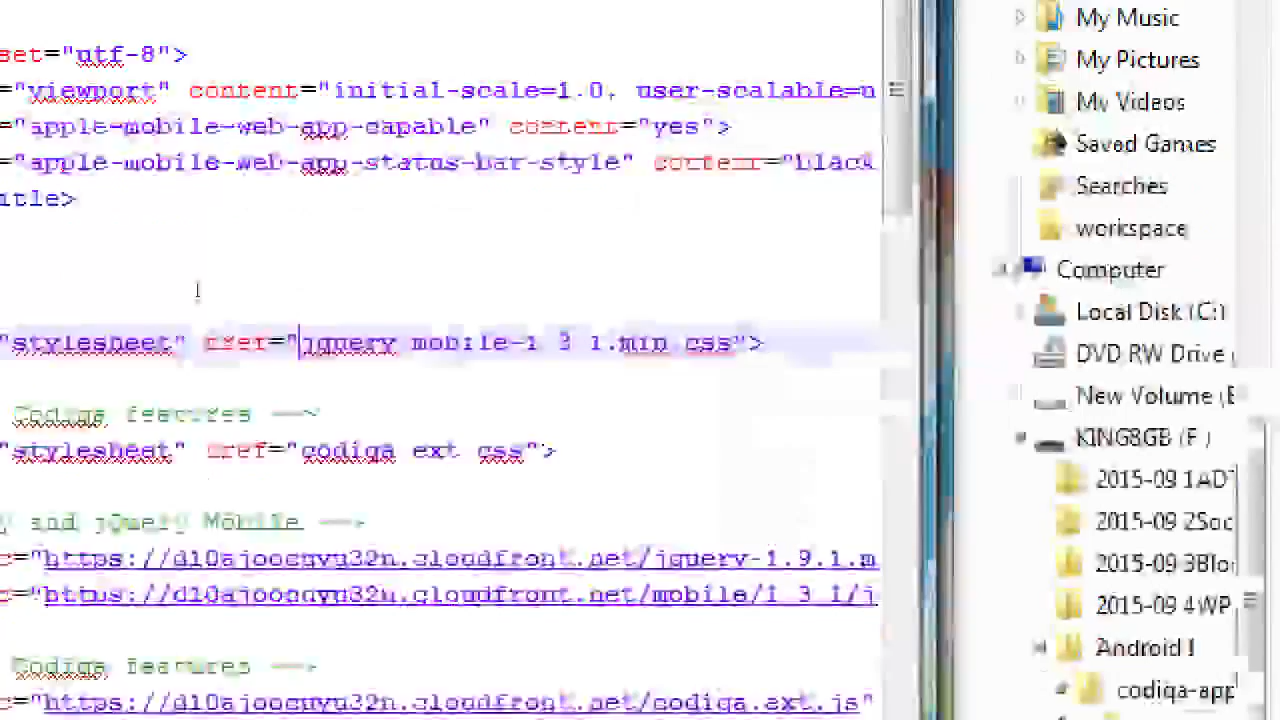 set="utf-8">
="viewport" content="initial-scale=1.0, user-scalable=n
="apple-mobile-web-app-capable" content="yes">
="apple-mobile-web-app-status-bar-style" content="black
itle>
"stylesheet" href="jquery.mobile-1.3.1.min.css">
Codiqa features -->
"stylesheet" href="codiqa.ext.css">
y and jQuery Mobile -->
c="https://d10ajoocuyu32n.cloudfront.net/jquery-1.9.1.m
c="https://d10ajoocuyu32n.cloudfront.net/mobile/1.3.1/j
Codiqa features -->
c="https://d10ajoocuyu32n.cloudfront.net/codiqa.ext.js"
My Music
My Pictures
My Videos
Saved Games
Searches
workspace
Computer
Local Disk (C:)
DVD RW Drive
New Volume (E
KING8GB (F:)
2015-09 1ADT
2015-09 2Soc
2015-09 3Blo
2015-09 4WP
Android I
codiqa-app